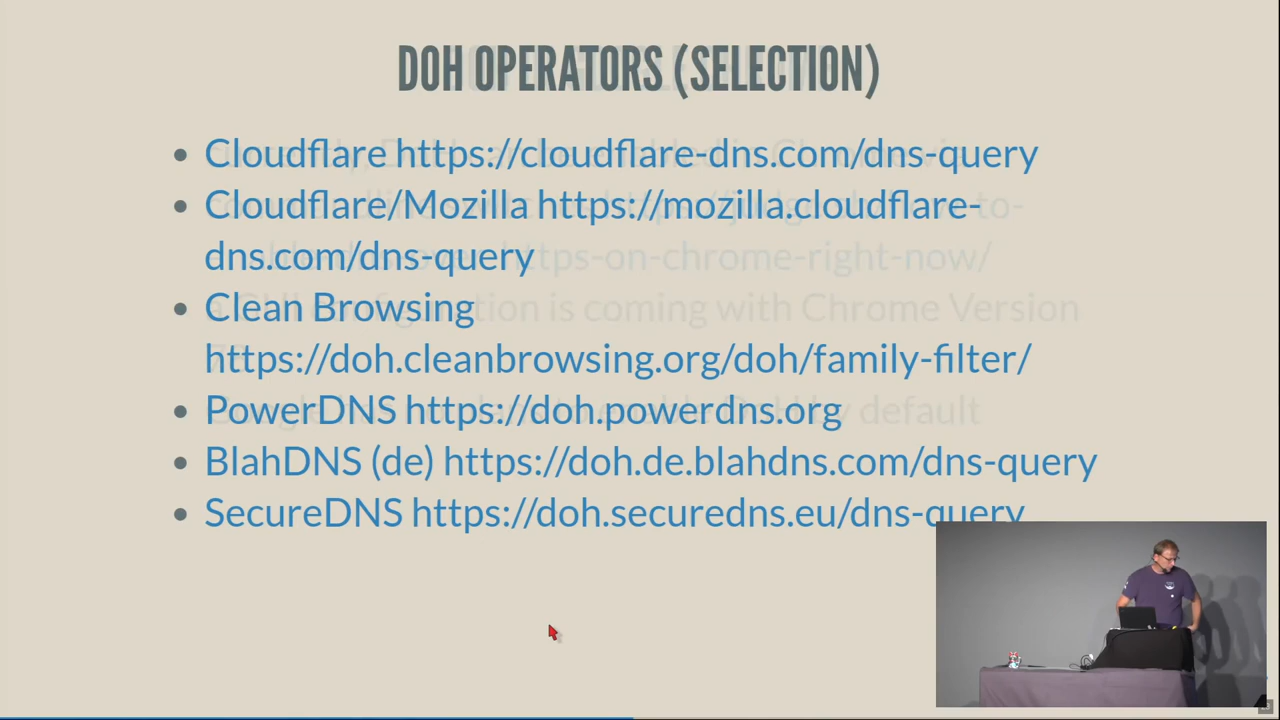 DOH OPERATORS (SELECTION)
Cloudflare https://cloudflare-dns.com/dns-query
Cloudflare/Mozilla https://mozilla.cloudflare-
dns.com/dns-query
Clean Browsing
https://doh.cleanbrowsing.org/doh/family-filter/
PowerDNS https://doh.powerdns.org
BlahDNS (de) https://doh.de.blahdns.com/dns-query
SecureDNS https://doh.securedns.eu/dns-query